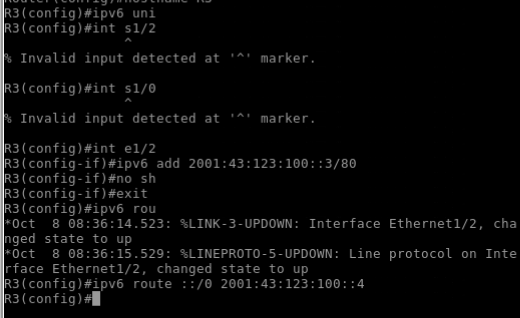 Router(config)#hostname R3
R3(config)#ipv6 uni
R3(config)#int s1/2
^
% Invalid input detected at '^' marker.
R3(config)#int s1/0
^
% Invalid input detected at '^' marker.
R3(config)#int e1/2
R3(config-if)#ipv6 add 2001:43:123:100::3/80
R3(config-if)#no sh
R3(config-if)#exit
R3(config)#ipv6 rou
*Oct  8 08:36:14.523: %LINK-3-UPDOWN: Interface Ethernet1/2, cha
nged state to up
*Oct  8 08:36:15.529: %LINEPROTO-5-UPDOWN: Line protocol on Inte
rface Ethernet1/2, changed state to up
R3(config)#ipv6 route ::/0 2001:43:123:100::4
R3(config)#